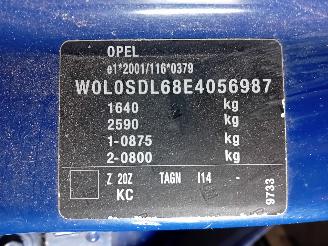 OPEL
e1*2001/116*0379
W0L0SDL68E4056987
1640 kg
2590 kg
1-0875 kg
2-0800 kg
Z 20Z TAGN I14 -
KC
9733